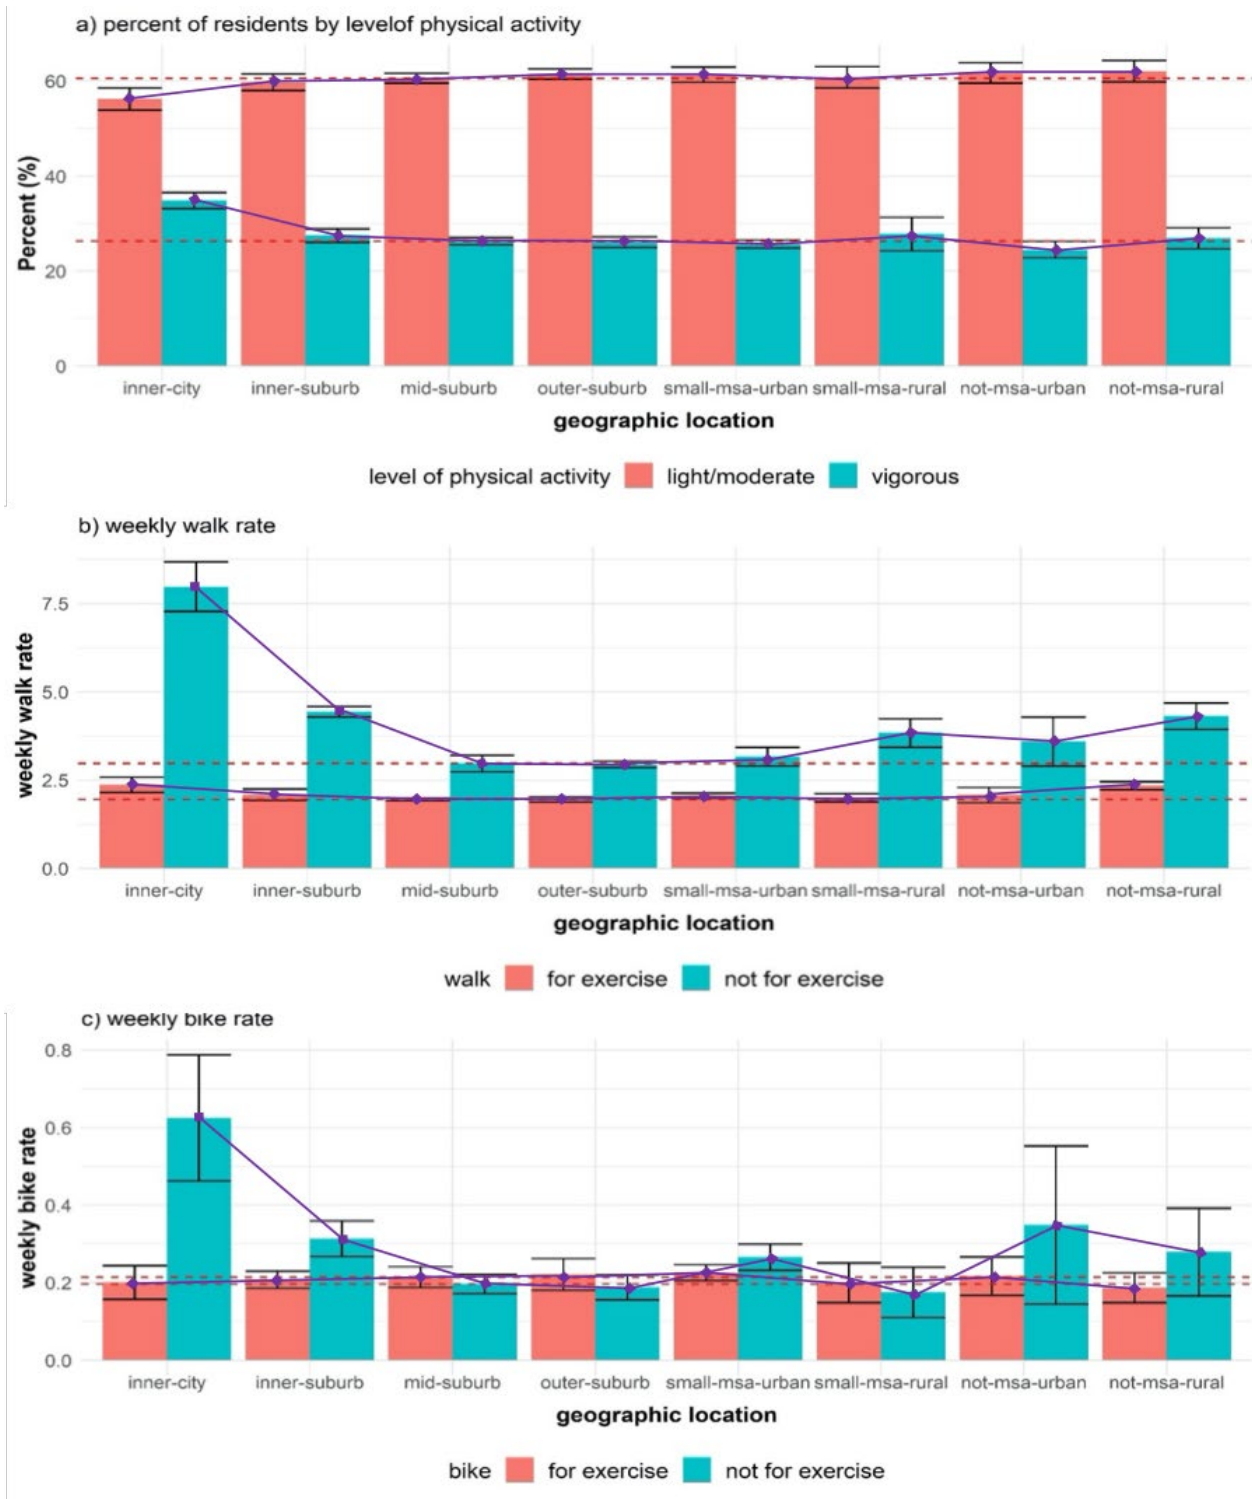 a) percent of residents by levelof physical activity
60
40
20
0
Percent (%)
inner-city inner-suburb mid-suburb outer-suburb small-msa-urban small-msa-rural not-msa-urban not-msa-rural
geographic location
level of physical activity light/moderate vigorous
b) weekly walk rate
7.5
5.0
2.5
0.0
weekly walk rate
inner-city inner-suburb mid-suburb outer-suburb small-msa-urban small-msa-rural not-msa-urban not-msa-rural
geographic location
walk for exercise not for exercise
c) weekly bike rate
0.8
0.6
0.4
0.2
0.0
weekly bike rate
inner-city inner-suburb mid-suburb outer-suburb small-msa-urban small-msa-rural not-msa-urban not-msa-rural
geographic location
bike for exercise not for exercise